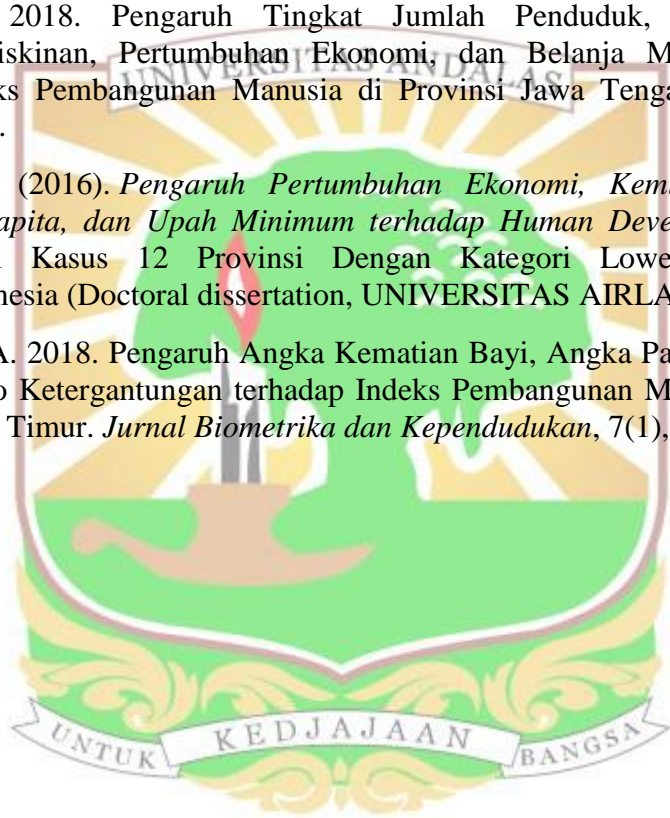 2018. Pengaruh Tingkat Jumlah Penduduk,
iskinan, Pertumbuhan Ekonomi, dan Belanja M
ks Pembangunan Manusia di Provinsi Jawa Tenga
.
(2016). Pengaruh Pertumbuhan Ekonomi, Kem
apita, dan Upah Minimum terhadap Human Deve
Kasus 12 Provinsi Dengan Kategori Lowe
nesia (Doctoral dissertation, UNIVERSITAS AIRLA
A. 2018. Pengaruh Angka Kematian Bayi, Angka Pa
o Ketergantungan terhadap Indeks Pembangunan M
Timur. Jurnal Biometrika dan Kependudukan, 7(1),
UNIVERSITAS ANDALAS
UNTUK KEDJAJAAN BANGSA